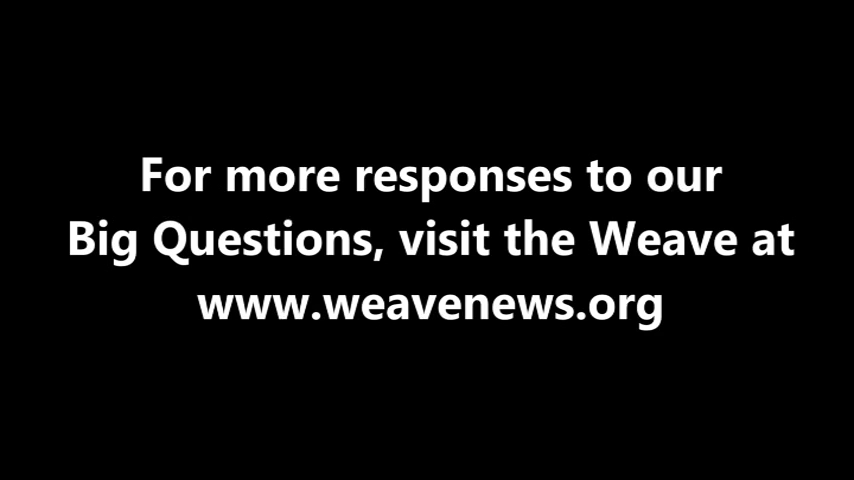 For more responses to our
Big Questions, visit the Weave at
www.weavenews.org